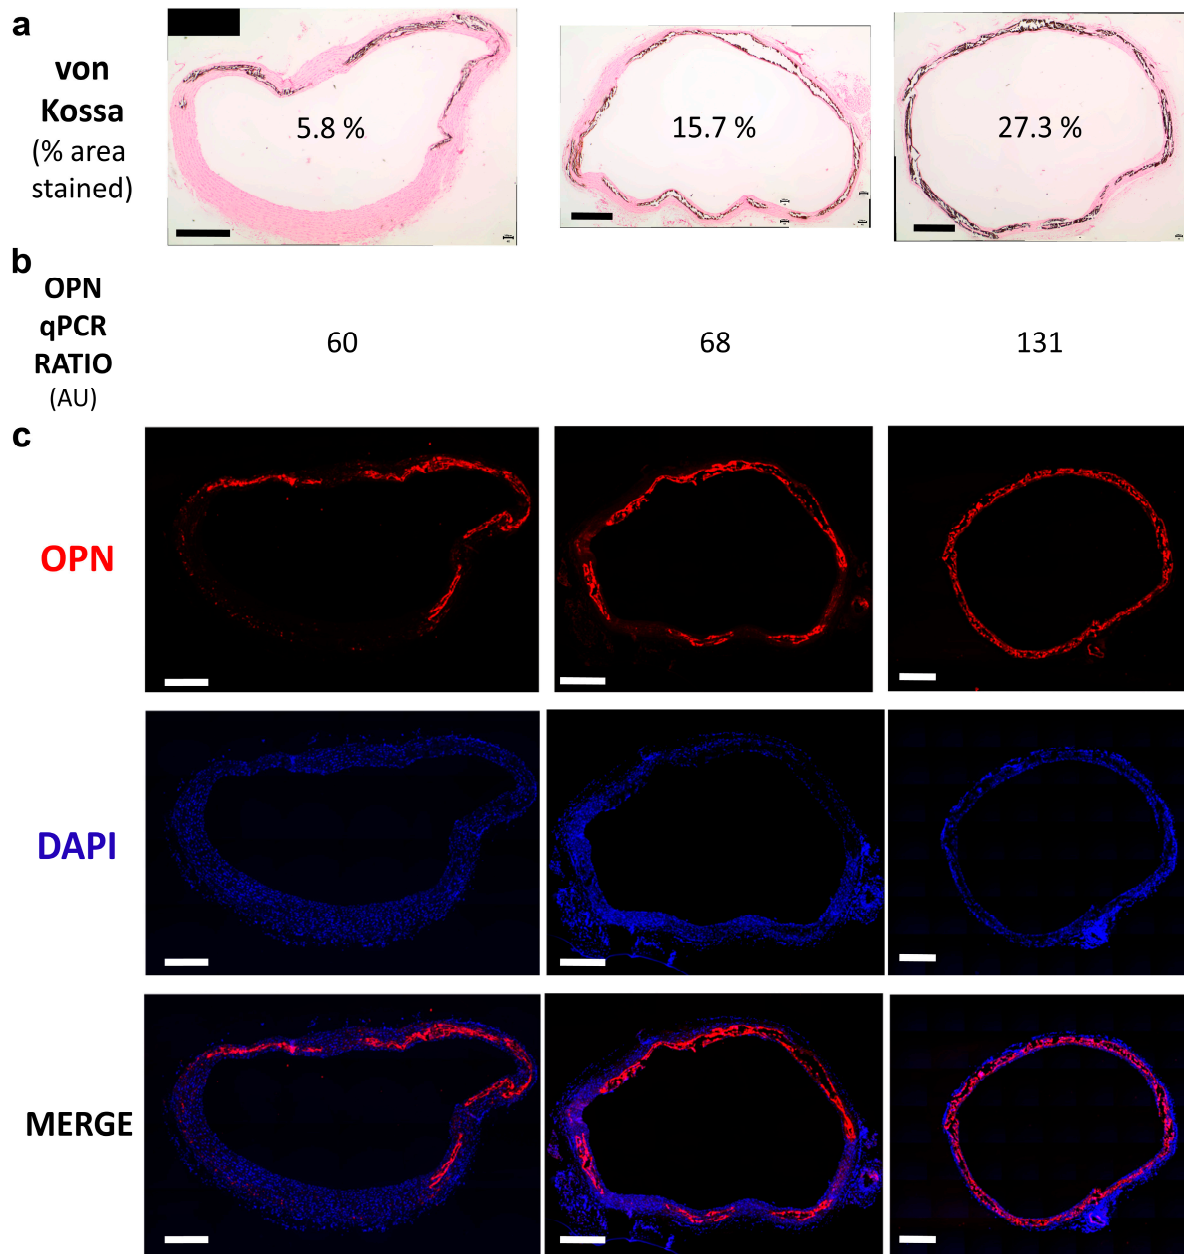 a
von
Kossa
(% area
stained)
5.8 %
15.7 %
27.3 %
b
OPN
qPCR
RATIO
(AU)
60
68
131
c
OPN
DAPI
MERGE